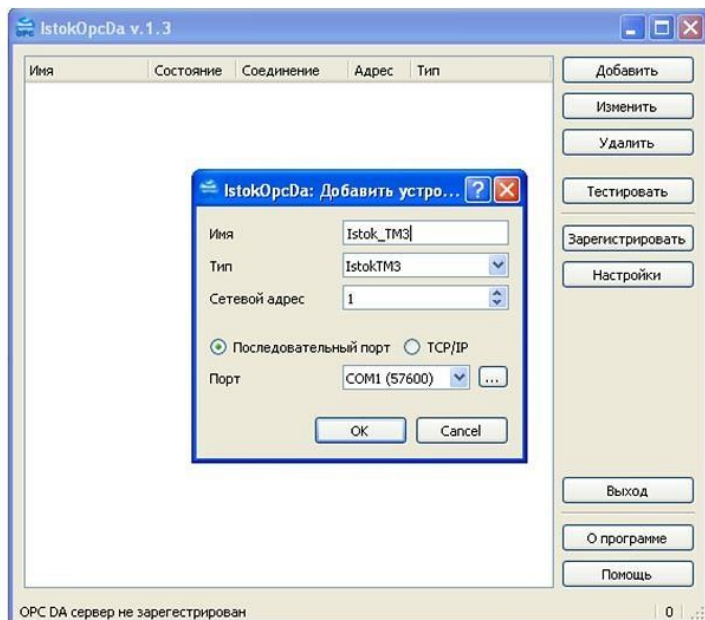 IstokOpcDa v.1.3
Имя Состояние Соединение Адрес Тип
Добавить
Изменить
Удалить
Тестировать
Зарегистрировать
Настройки
IstokOpcDa: Добавить устро...
Имя Istok_TM3
Тип IstokTM3
Сетевой адрес 1
Последовательный порт TCP/IP
Порт COM1 (57600) ...
OK Cancel
Выход
О программе
Помощь
OPC DA сервер не зарегестрирован 0